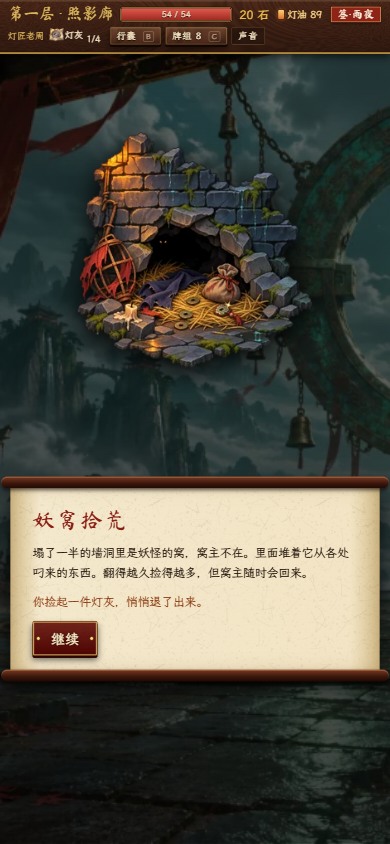 第一层·照影廊 54 / 54 20 石 灯油 89 签·雨夜
灯匠老周 灯灰 1/4 行囊 B 牌组 8 C 声音
妖窝拾荒
塌了一半的墙洞里是妖怪的窝，窝主不在。里面堆着它从各处
叼来的东西。翻得越久捡得越多，但窝主随时会回来。
你捡起一件灯灰，悄悄退了出来。
继续